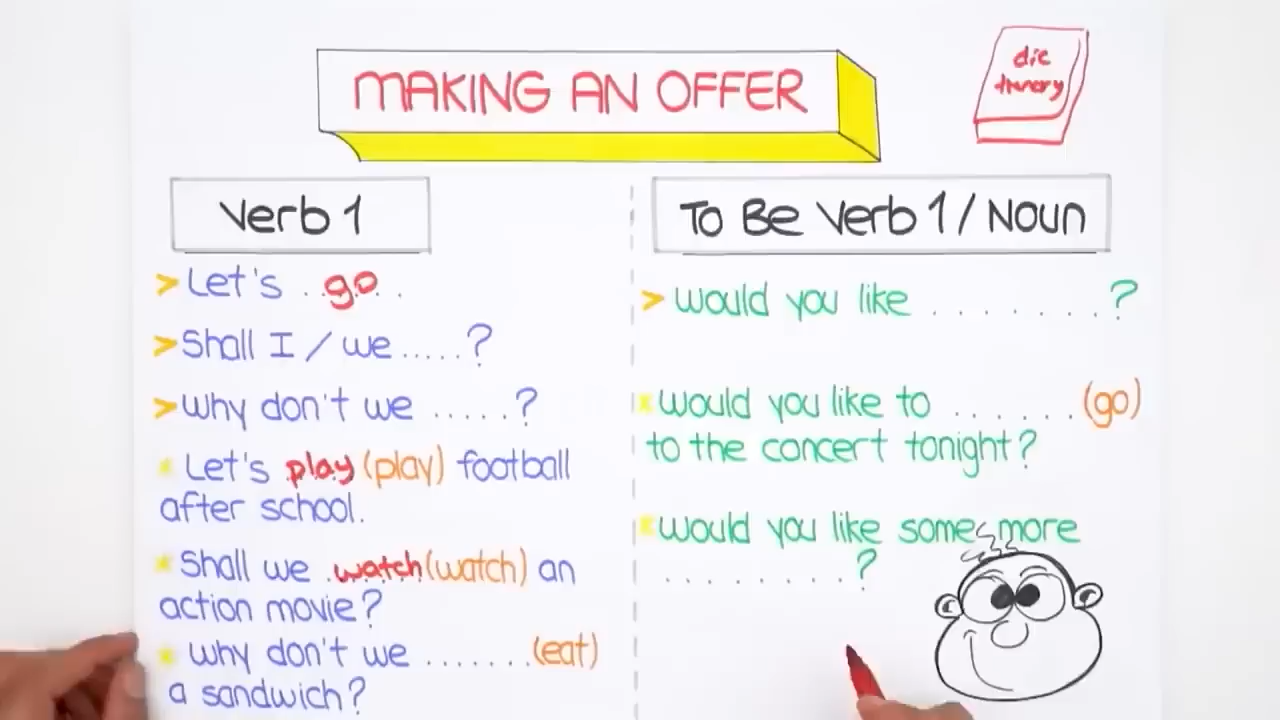 MAKING AN OFFER
dic
Verb 1
> Let's ..go..
> Shall I / we .....?
> Why don't we .....?
Let's play (play) football
after school.
Shall we .watch (watch) an
action movie?
why don't we .......(eat)
a sandwich?
To Be Verb 1 / Noun
> would you like ........?
would you like to ......(go)
to the concert tonight?
would you like some more
.........?